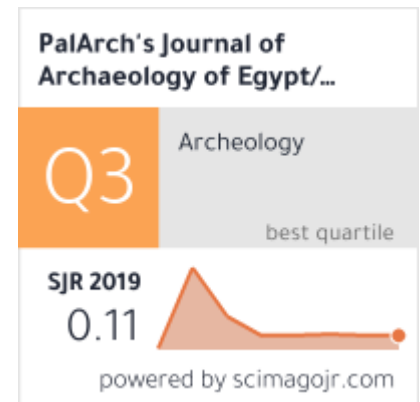 PalArch's Journal of
Archaeology of Egypt/...
Q3
Archeology
best quartile
SJR 2019
0.11
powered by scimagojr.com